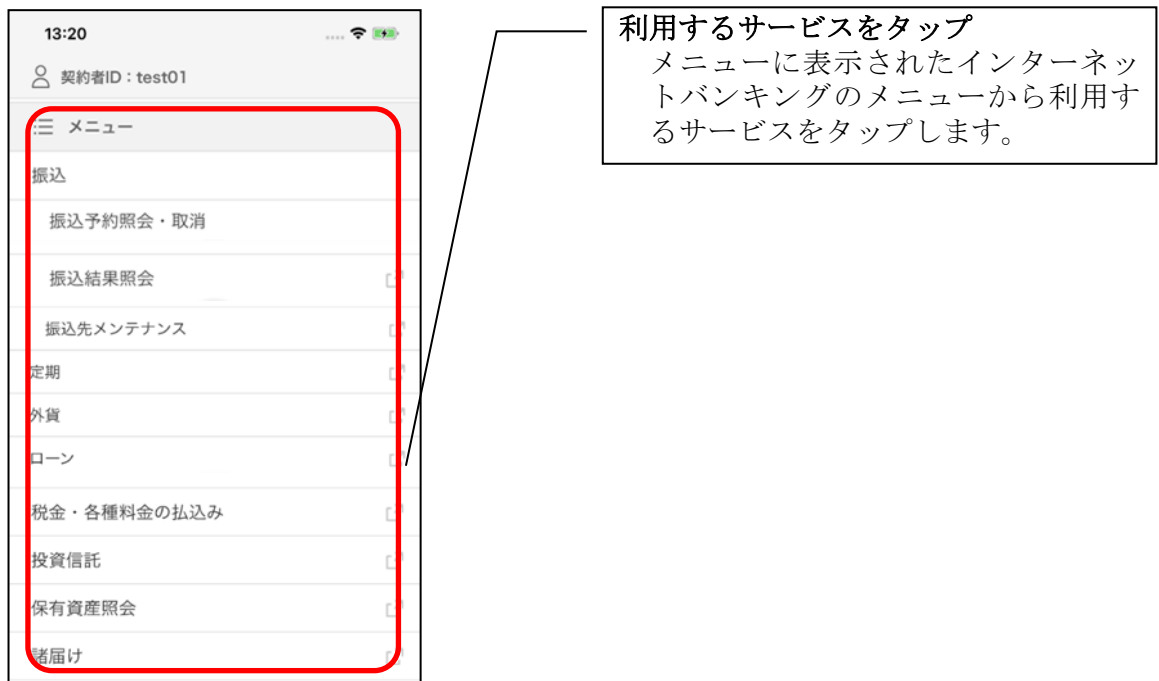 13:20
契約者ID：test01
メニュー
振込
振込予約照会・取消
振込結果照会
振込先メンテナンス
定期
外貨
ローン
税金・各種料金の払込み
投資信託
保有資産照会
諸届け
利用するサービスをタップ
メニューに表示されたインターネッ
トバンキングのメニューから利用す
るサービスをタップします。